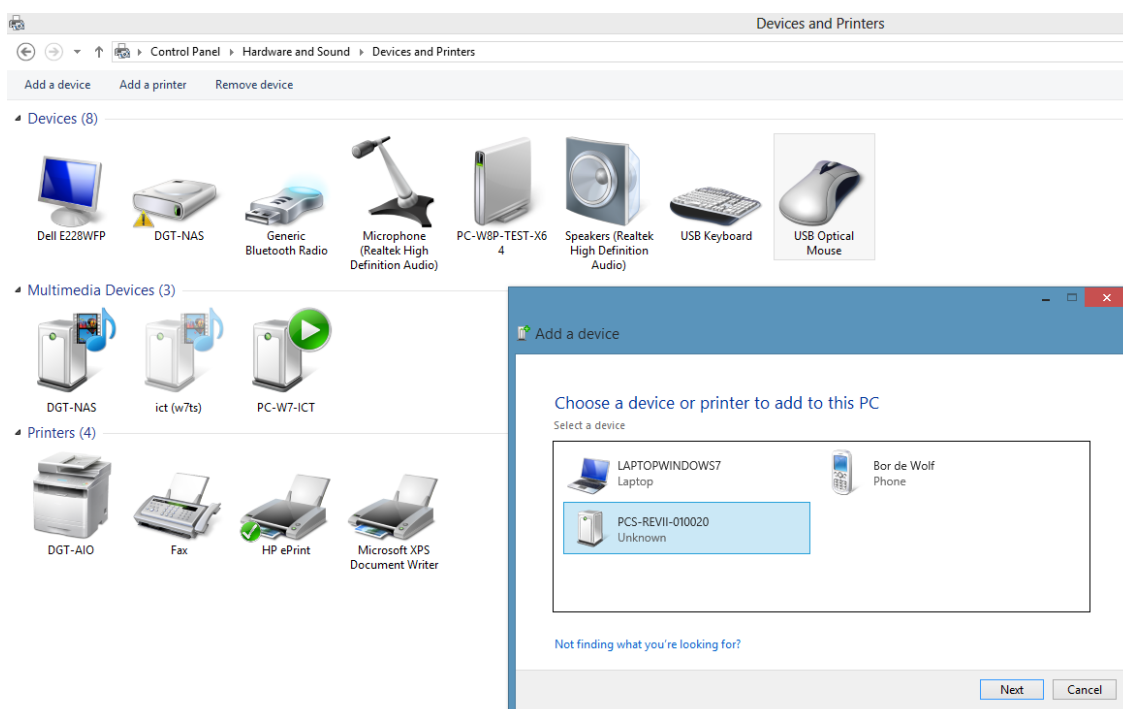 Devices and Printers
Control Panel Hardware and Sound Devices and Printers
Add a device Add a printer Remove device
Devices (8)
Dell E228WFP
DGT-NAS
Generic
Bluetooth Radio
Microphone
(Realtek High
Definition Audio)
PC-W8P-TEST-X6
4
Speakers (Realtek
High Definition
Audio)
USB Keyboard
USB Optical
Mouse
Multimedia Devices (3)
DGT-NAS
ict (w7ts)
PC-W7-ICT
Printers (4)
DGT-AIO
Fax
HP ePrint
Microsoft XPS
Document Writer
Add a device
Choose a device or printer to add to this PC
Select a device
LAPTOPWINDOWS7
Laptop
Bor de Wolf
Phone
PCS-REVII-010020
Unknown
Not finding what you're looking for?
Next Cancel